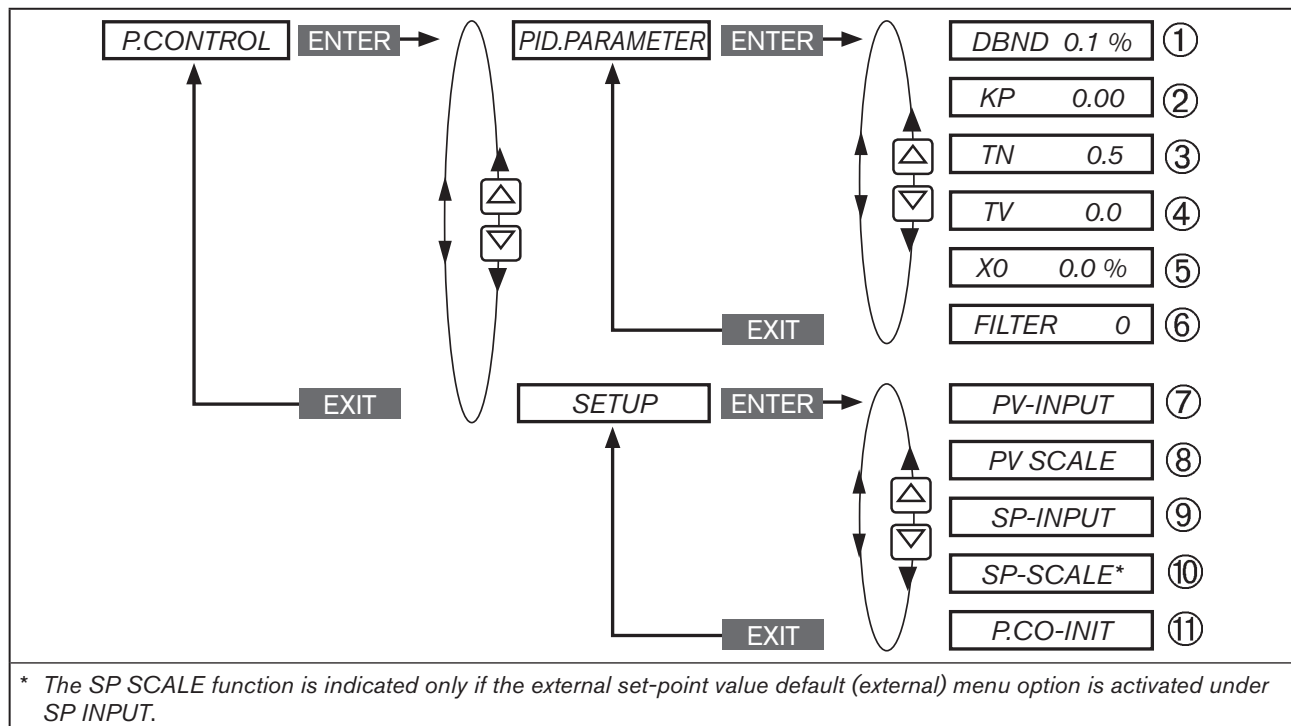 P.CONTROL ENTER PID.PARAMETER ENTER DBND 0.1 % ①
KP 0.00 ②
TN 0.5 ③
TV 0.0 ④
X0 0.0 % ⑤
EXIT FILTER 0 ⑥
EXIT SETUP ENTER PV-INPUT ⑦
PV SCALE ⑧
SP-INPUT ⑨
SP-SCALE* ⑩
EXIT P.CO-INIT ⑪
* The SP SCALE function is indicated only if the external set-point value default (external) menu option is activated under
SP INPUT.